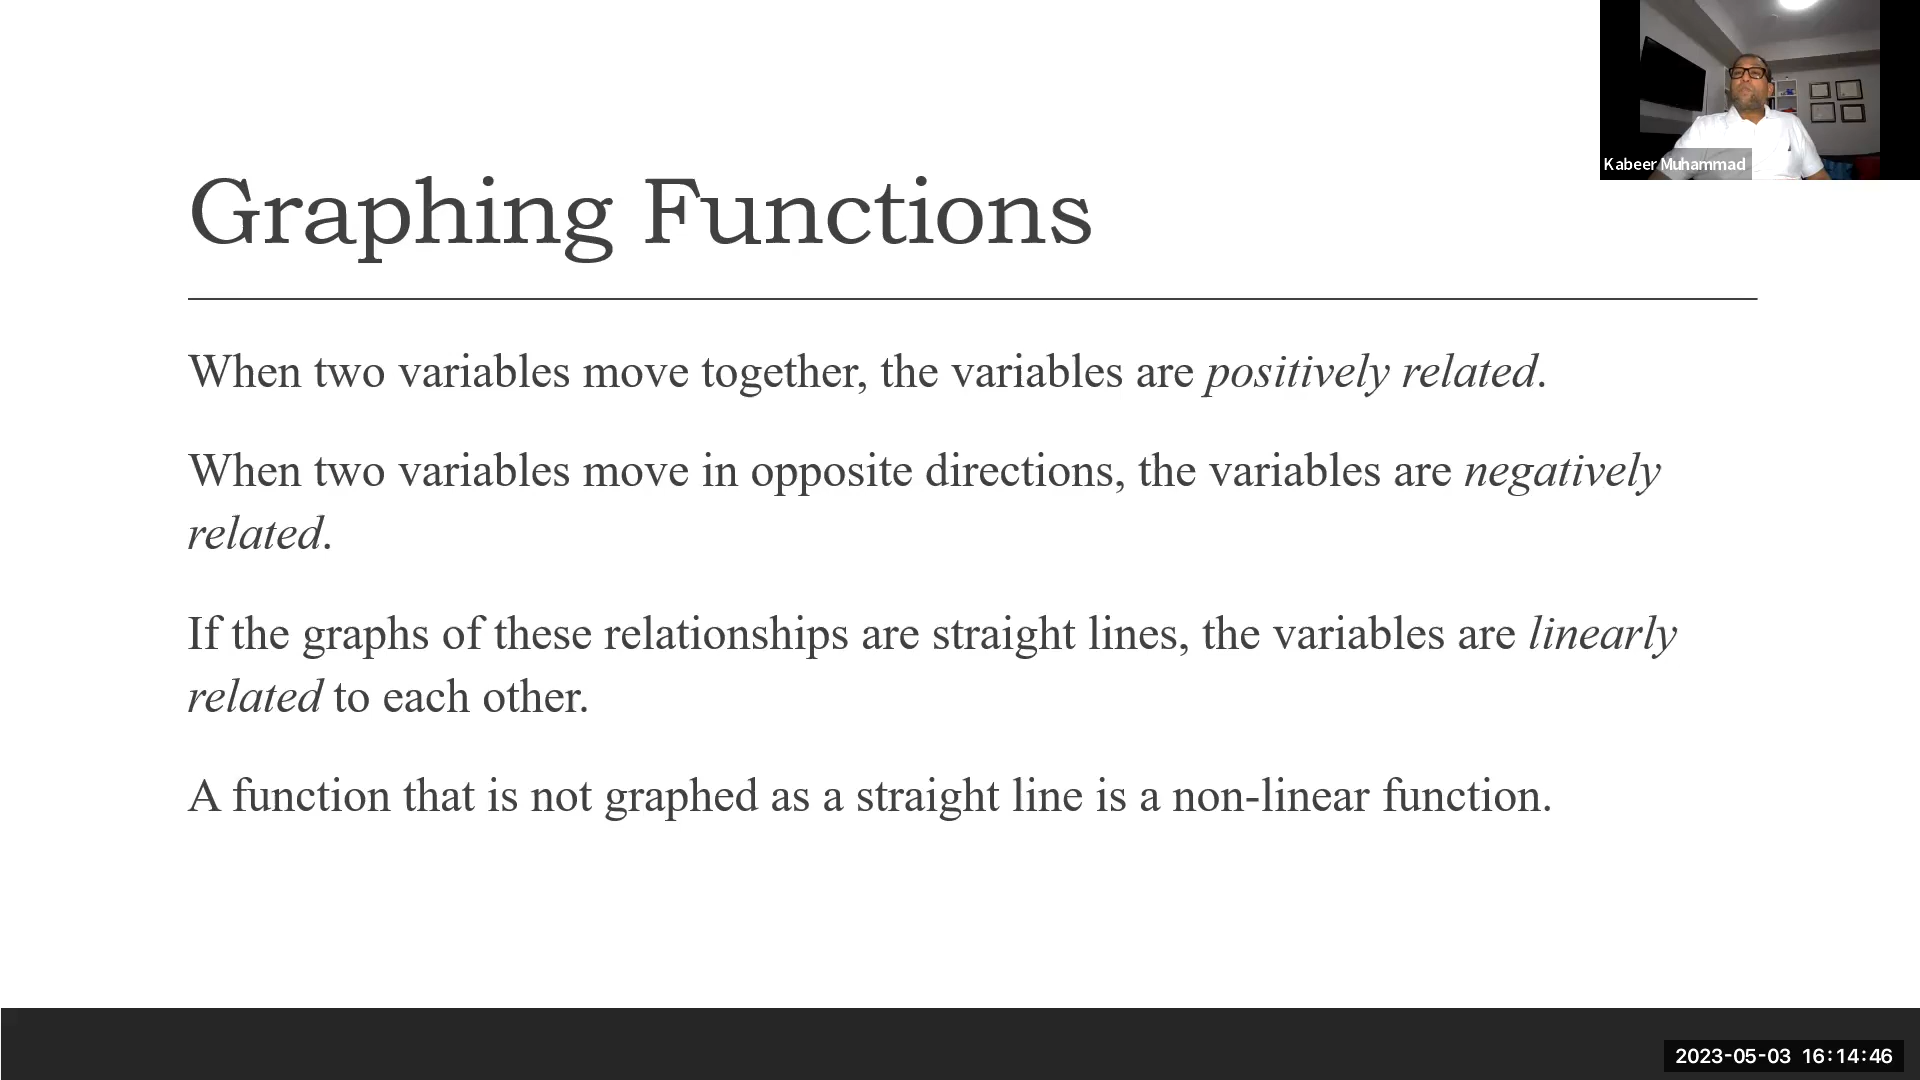 Kabeer Muhammad
Graphing Functions
When two variables move together, the variables are positively related.
When two variables move in opposite directions, the variables are negatively
related.
If the graphs of these relationships are straight lines, the variables are linearly
related to each other.
A function that is not graphed as a straight line is a non-linear function.
2023-05-03 16:14:46